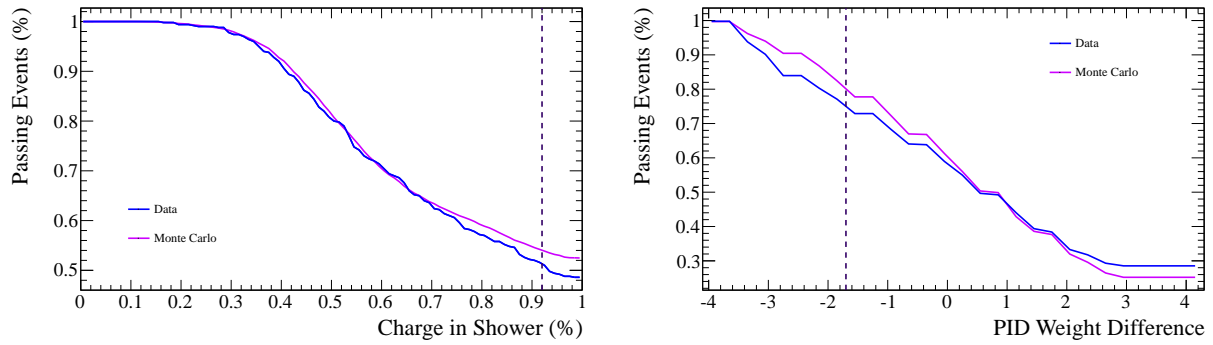 Passing Events (%)
1
0.9
0.8
0.7
0.6
0.5
Data
Monte Carlo
0 0.1 0.2 0.3 0.4 0.5 0.6 0.7 0.8 0.9 1
Charge in Shower (%)
Passing Events (%)
1
0.9
0.8
0.7
0.6
0.5
0.4
0.3
Data
Monte Carlo
-4 -3 -2 -1 0 1 2 3 4
PID Weight Difference